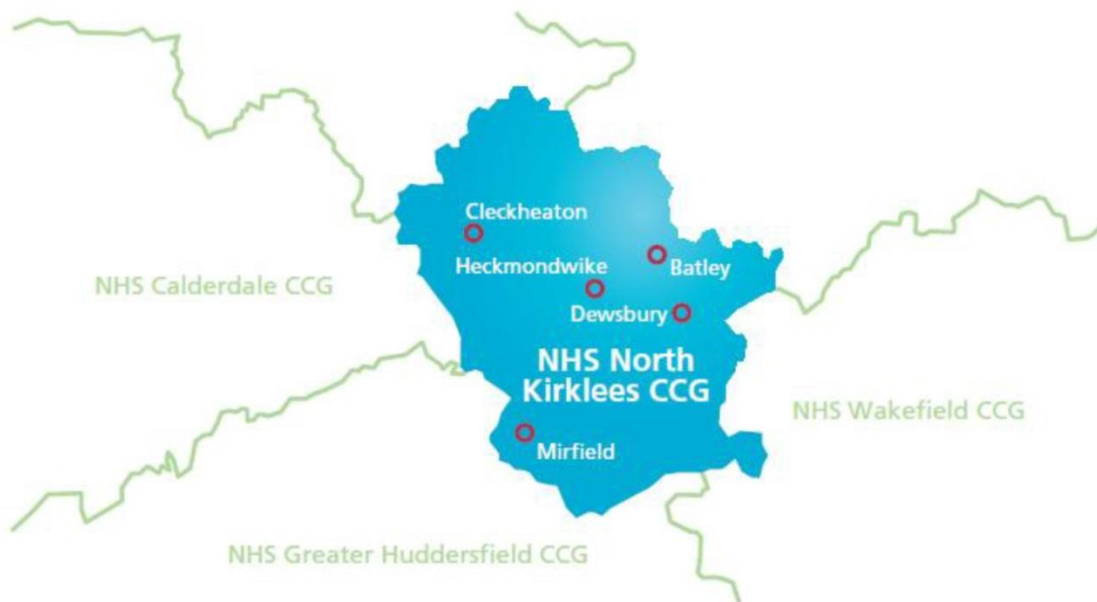 Cleckheaton
Heckmondwike
Batley
NHS Calderdale CCG
Dewsbury
NHS North
Kirklees CCG
NHS Wakefield CCG
Mirfield
NHS Greater Huddersfield CCG